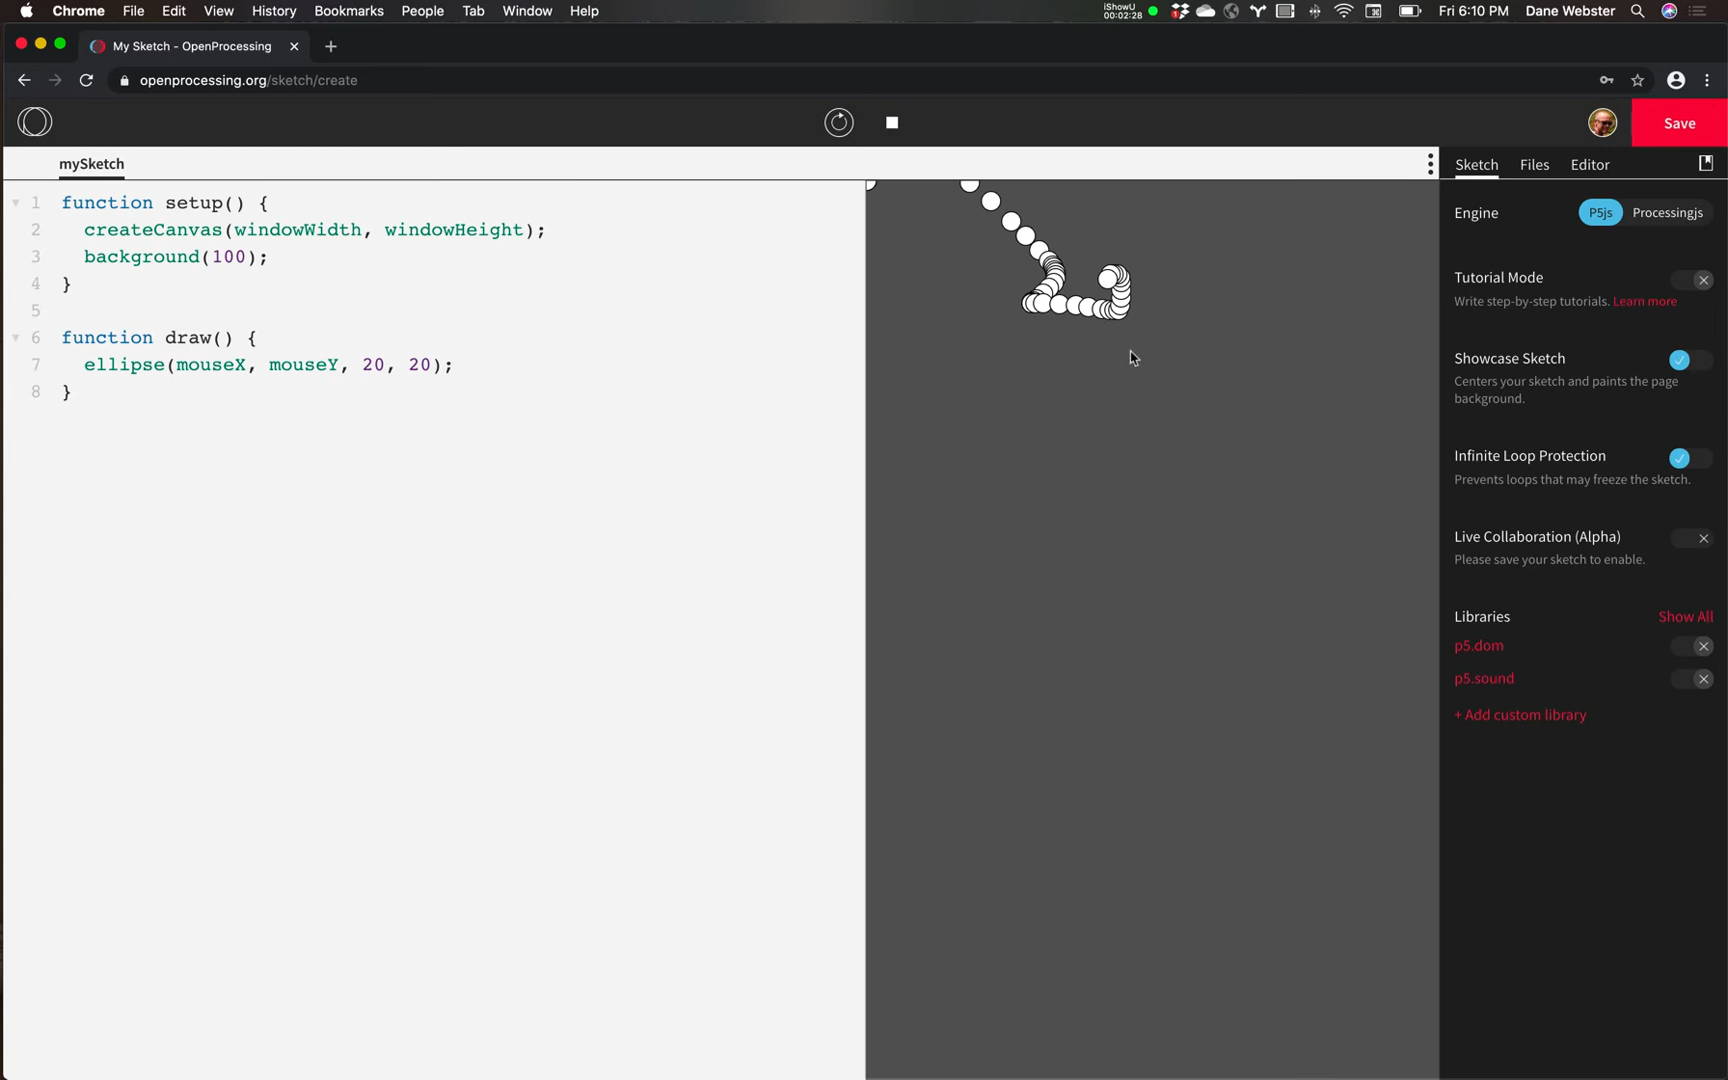 Chrome File Edit View History Bookmarks People Tab Window Help iShowU 00:02:28 Fri 6:10 PM Dane Webster
My Sketch - OpenProcessing
openprocessing.org/sketch/create
Save
mySketch
Sketch Files Editor
1 function setup() {
2 createCanvas(windowWidth, windowHeight);
3 background(100);
4 }
5
6 function draw() {
7 ellipse(mouseX, mouseY, 20, 20);
8 }
Engine P5js Processingjs
Tutorial Mode
Write step-by-step tutorials. Learn more
Showcase Sketch
Centers your sketch and paints the page
background.
Infinite Loop Protection
Prevents loops that may freeze the sketch.
Live Collaboration (Alpha)
Please save your sketch to enable.
Libraries Show All
p5.dom
p5.sound
+ Add custom library